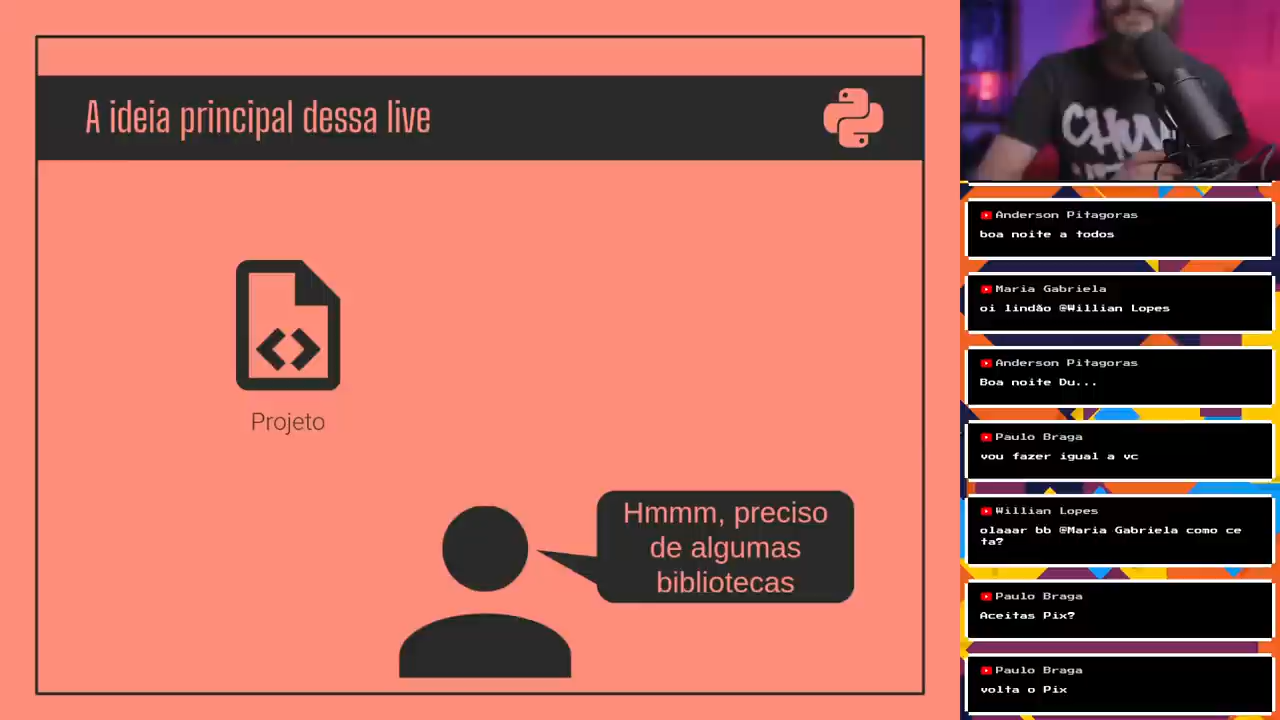 A ideia principal dessa live
Projeto
Hmmm, preciso
de algumas
bibliotecas
Anderson Pitagoras
boa noite a todos
Maria Gabriela
oi lindão @Willian Lopes
Anderson Pitagoras
Boa noite Du...
Paulo Braga
vou fazer igual a vc
Willian Lopes
olaaar bb @Maria Gabriela como ce
ta?
Paulo Braga
Aceitas Pix?
Paulo Braga
volta o Pix